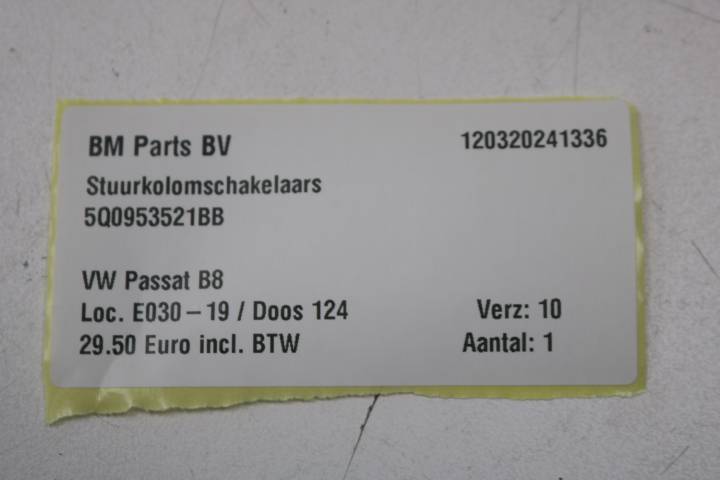 BM Parts BV 120320241336
Stuurkolomschakelaars
5Q0953521BB
VW Passat B8
Loc. E030 – 19 / Doos 124 Verz: 10
29.50 Euro incl. BTW Aantal: 1